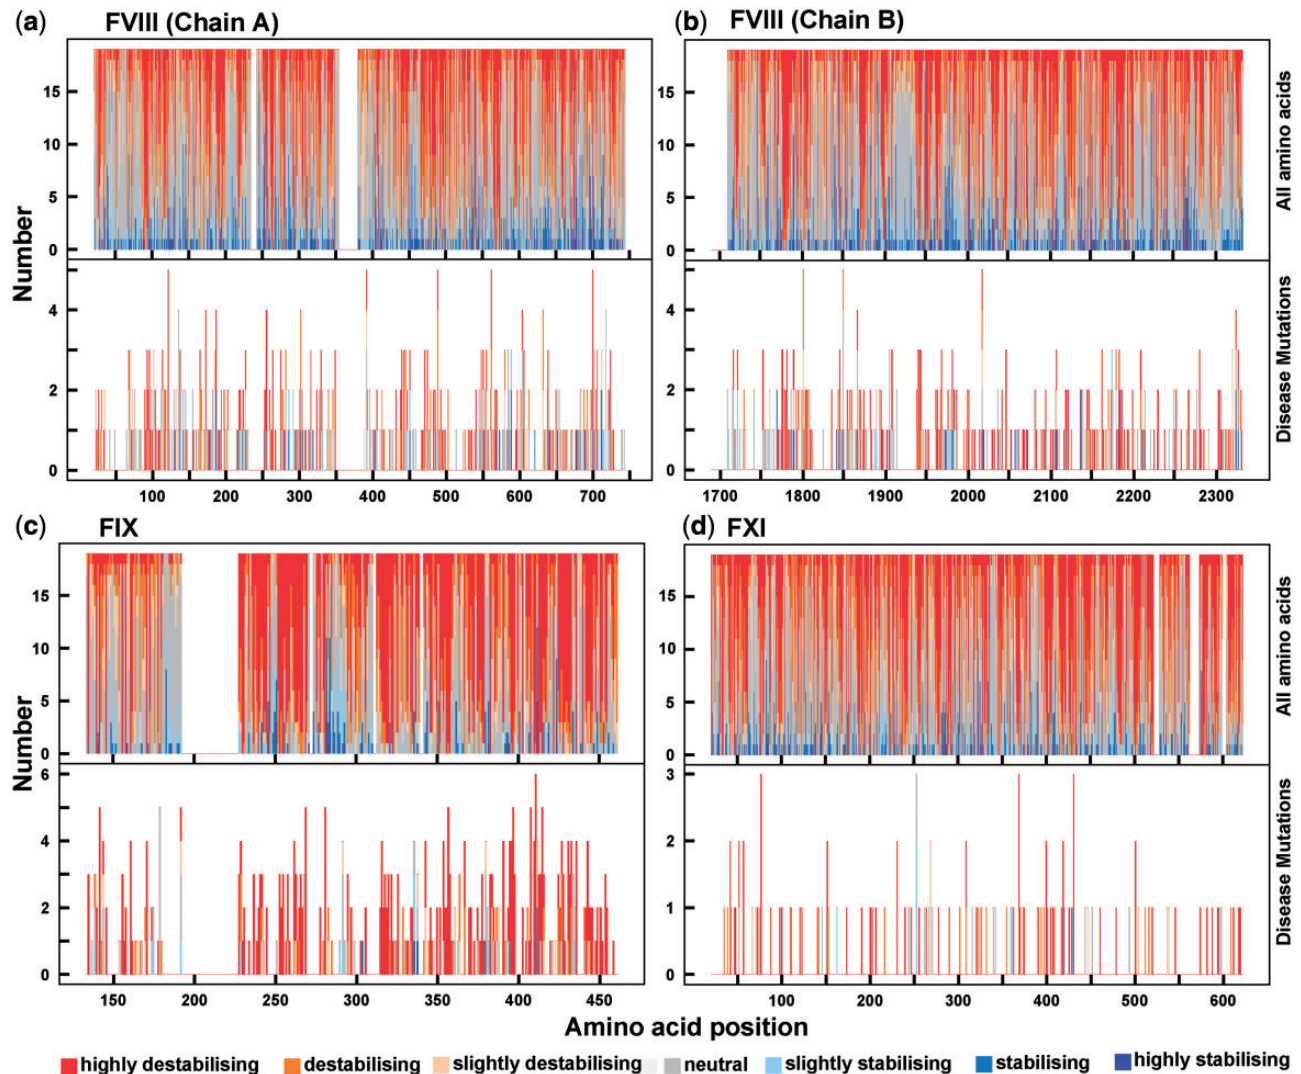 (a) FVIII (Chain A)
(b) FVIII (Chain B)
15
10
5
0
15
10
5
0
All amino acids
Number
4
2
0
4
2
0
Disease Mutations
100 200 300 400 500 600 700
1700 1800 1900 2000 2100 2200 2300
(c) FIX
(d) FXI
15
10
5
0
15
10
5
0
All amino acids
Number
6
4
2
0
3
2
1
0
Disease Mutations
150 200 250 300 350 400 450
100 200 300 400 500 600
Amino acid position
highly destabilising destabilising slightly destabilising neutral slightly stabilising stabilising highly stabilising